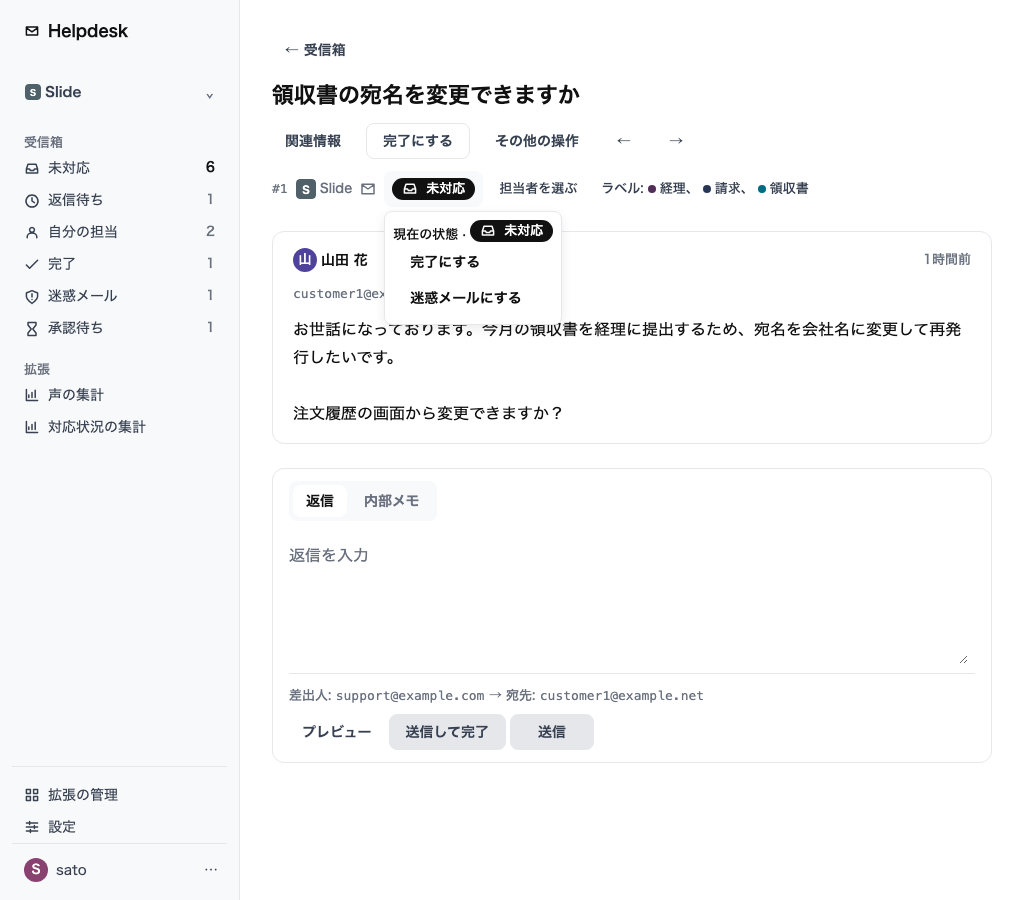 Helpdesk
S Slide
受信箱
未対応 6
返信待ち 1
自分の担当 2
完了 1
迷惑メール 1
承認待ち 1
拡張
声の集計
対応状況の集計
拡張の管理
設定
S sato ...
← 受信箱
領収書の宛名を変更できますか
関連情報 完了にする その他の操作 ← →
#1 S Slide 未対応 担当者を選ぶ ラベル: 経理、 請求、 領収書
現在の状態 · 未対応
完了にする
迷惑メールにする
山 山田 花 1時間前
customer1@ex
お世話になっております。今月の領収書を経理に提出するため、宛名を会社名に変更して再発
行したいです。
注文履歴の画面から変更できますか？
返信 内部メモ
返信を入力
差出人: support@example.com → 宛先: customer1@example.net
プレビュー 送信して完了 送信